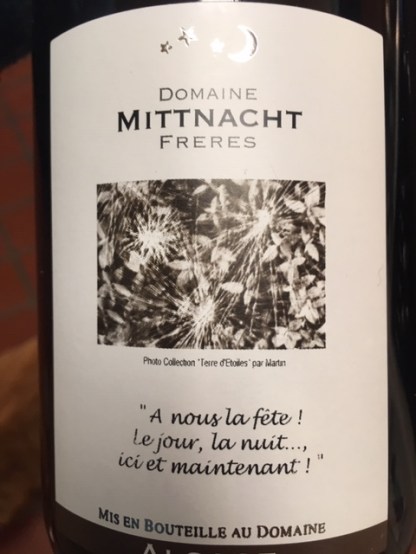 DOMAINE
MITTNACHT
FRERES
Photo Collection "Terre d'Etoiles" par Martin
"A nous la fête !
Le jour, la nuit...,
ici et maintenant ! "
MIS EN BOUTEILLE AU DOMAINE